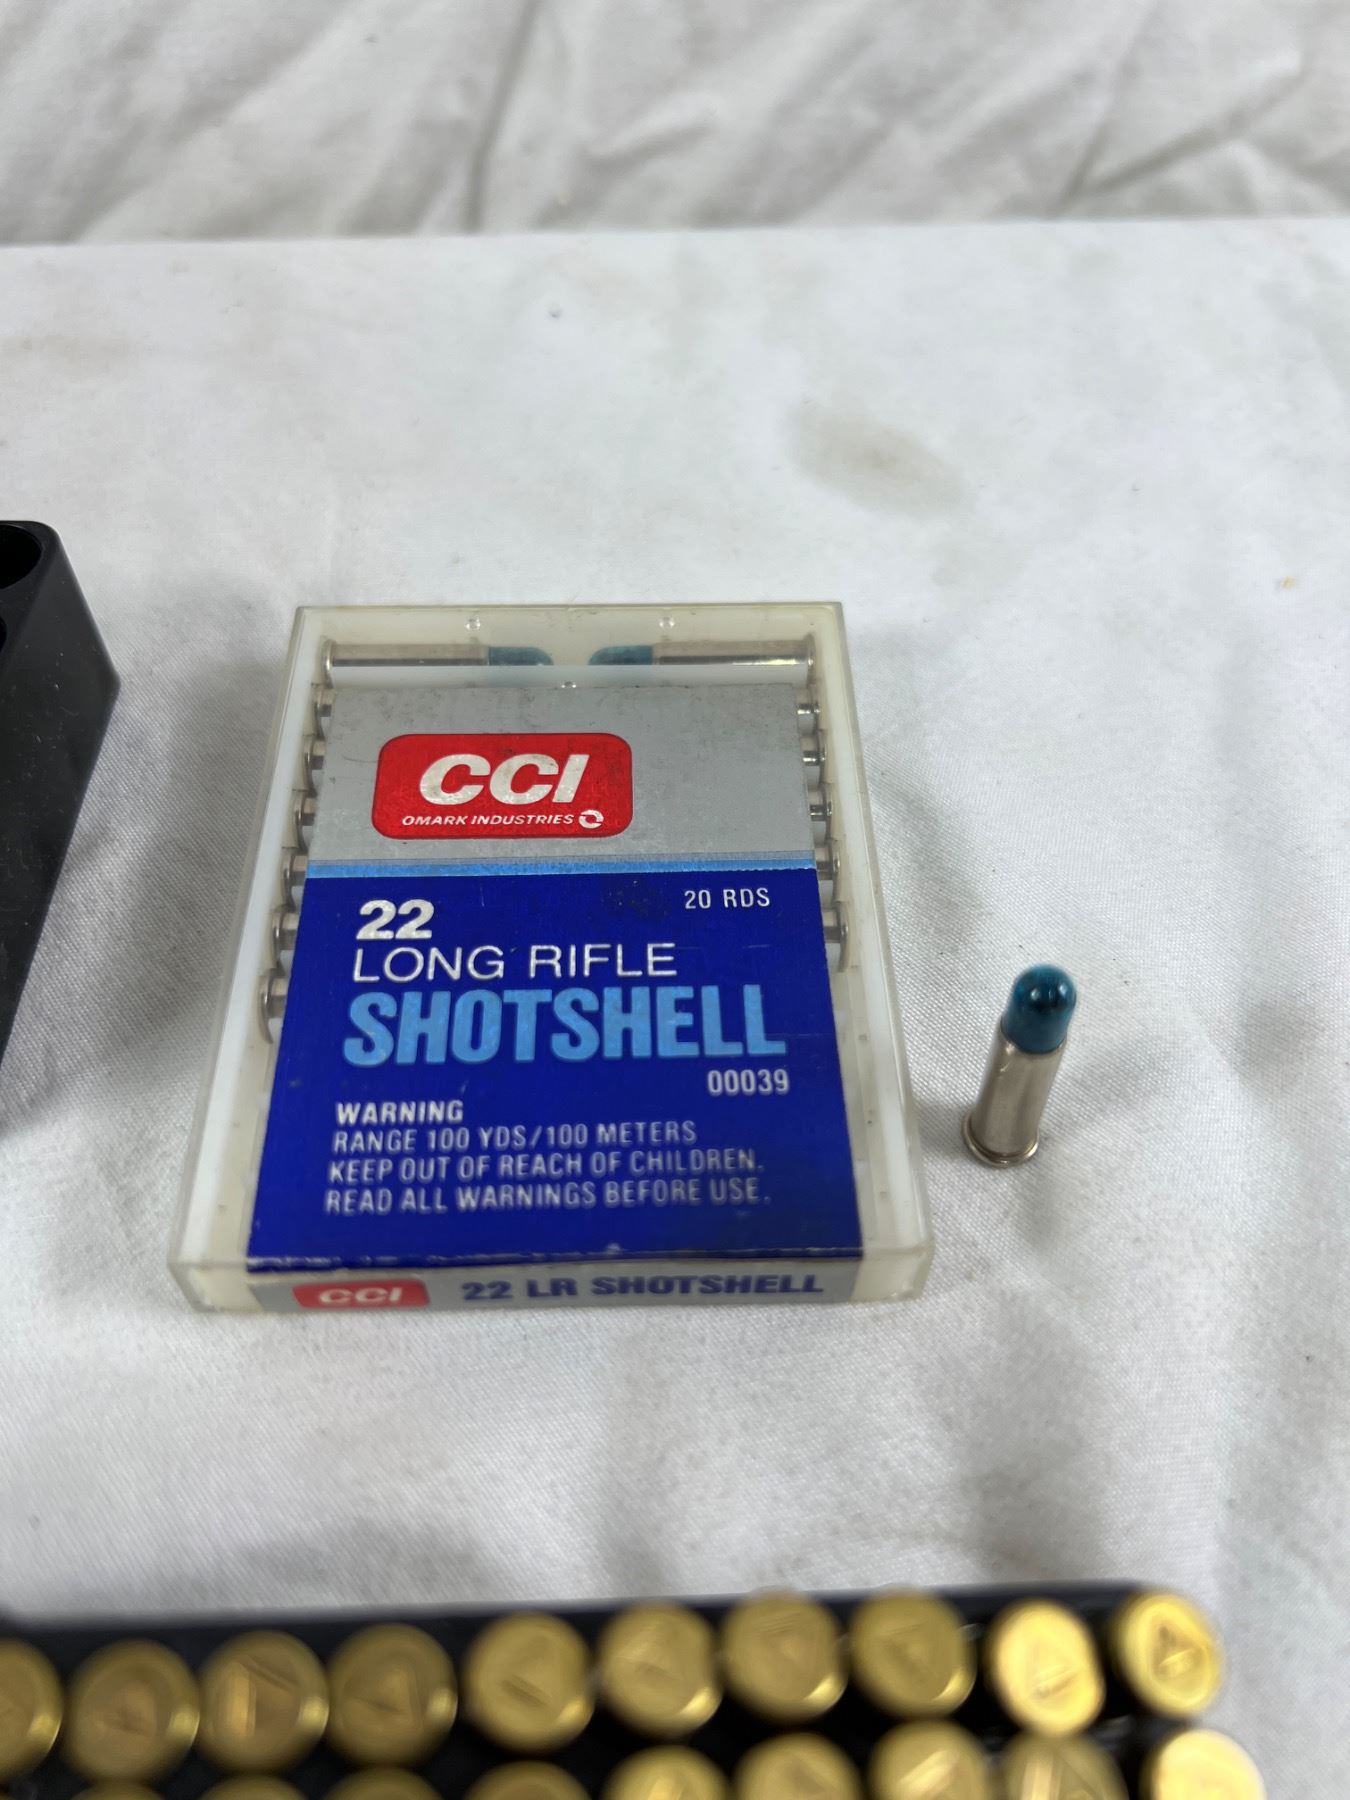 CCI
OMARK INDUSTRIES
22
20 RDS
LONG RIFLE
SHOTSHELL
00039
WARNING
RANGE 100 YDS/100 METERS
KEEP OUT OF REACH OF CHILDREN.
READ ALL WARNINGS BEFORE USE.
CCI 22 LR SHOTSHELL